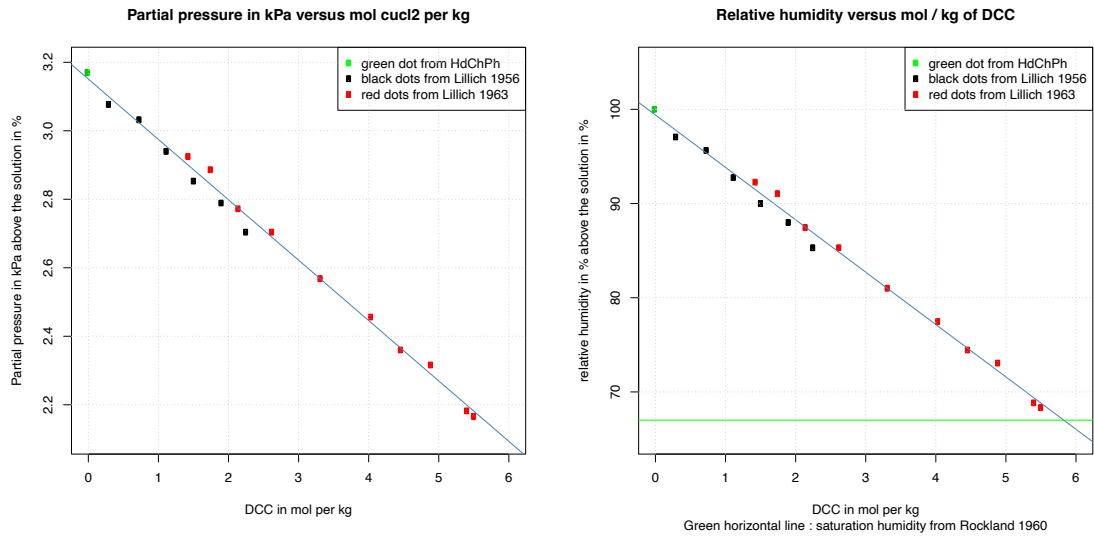 Partial pressure in kPa versus mol cucl2 per kg
Partial pressure in kPa above the solution in %
3.2
3.0
2.8
2.6
2.4
2.2
green dot from HdChPh
black dots from Lillich 1956
red dots from Lillich 1963
0 1 2 3 4 5 6
DCC in mol per kg
Relative humidity versus mol / kg of DCC
relative humidity in % above the solution in %
100
90
80
70
green dot from HdChPh
black dots from Lillich 1956
red dots from Lillich 1963
0 1 2 3 4 5 6
DCC in mol per kg
Green horizontal line : saturation humidity from Rockland 1960